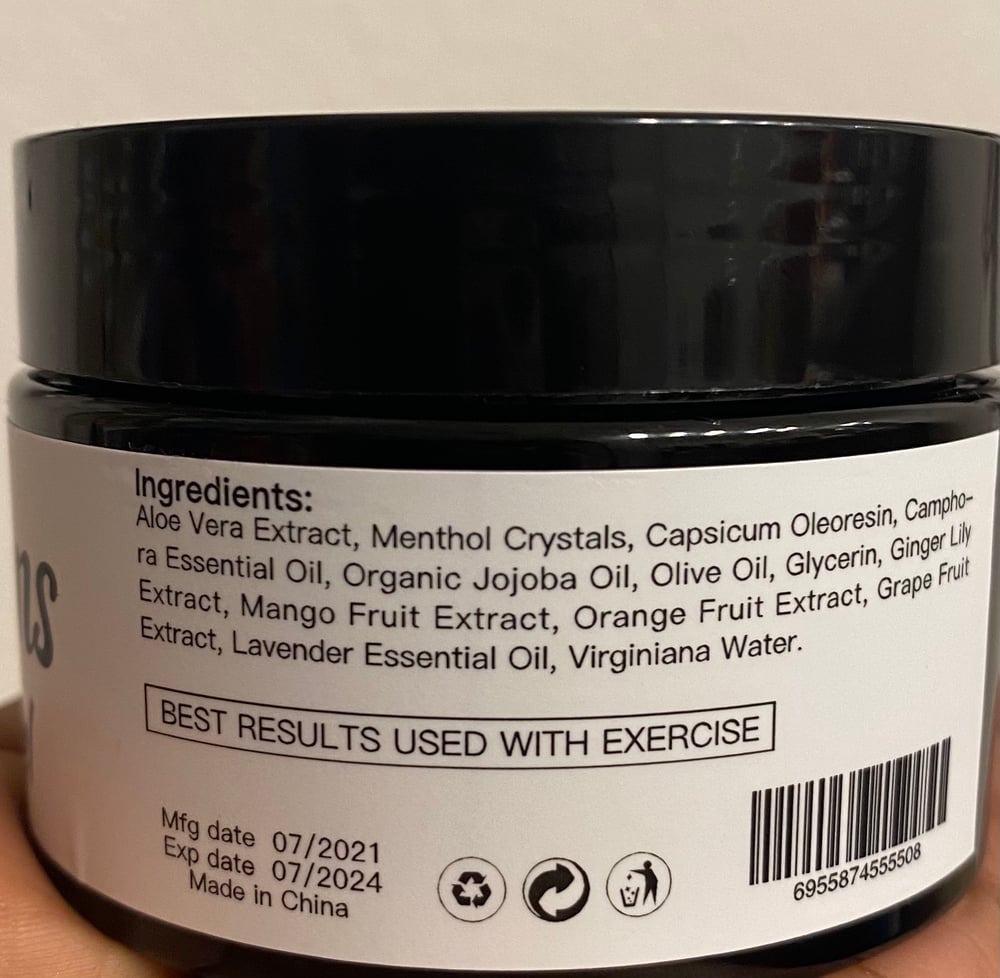 Ingredients:
Aloe Vera Extract, Menthol Crystals, Capsicum Oleoresin, Campho-
ra Essential Oil, Organic Jojoba Oil, Olive Oil, Glycerin, Ginger Lily
Extract, Mango Fruit Extract, Orange Fruit Extract, Grape Fruit
Extract, Lavender Essential Oil, Virginiana Water.
BEST RESULTS USED WITH EXERCISE
Mfg date 07/2021
Exp date 07/2024
Made in China
6955874555508